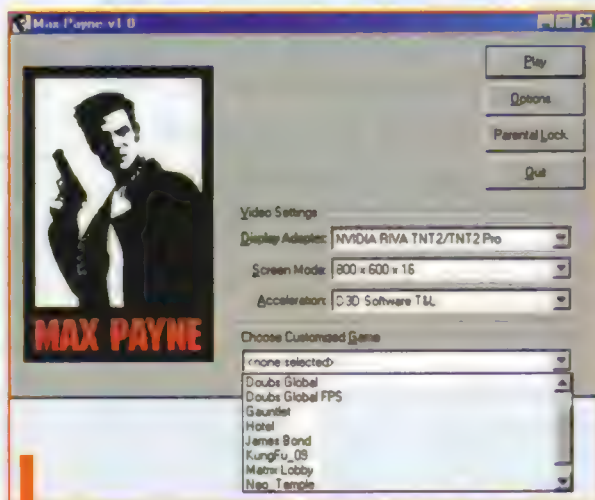 Max Payne v1.0
Play
Options
Parental Lock
Quit
Video Settings
Display Adapter: NVIDIA RIVA TNT2/TNT2 Pro
Screen Mode: 800 x 600 x 16
Acceleration: D3D Software T&L
MAX PAYNE
Choose Customized Game
<none selected>
Doubs Global
Doubs Global FPS
Gauntlet
Hotel
James Bond
KungFu_09
Matrix Lobby
Neo_Temple